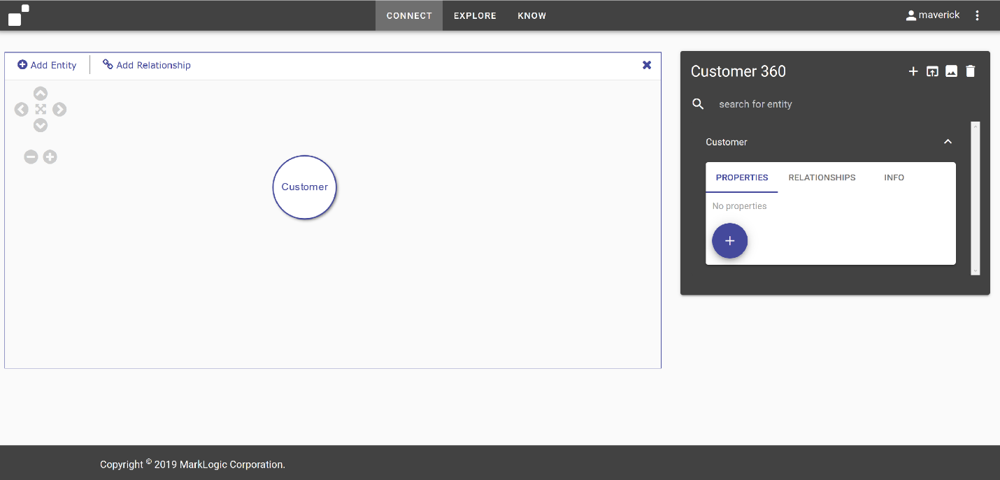 CONNECT EXPLORE KNOW maverick
Add Entity Add Relationship
Customer 360
search for entity
Customer
PROPERTIES RELATIONSHIPS INFO
No properties
Customer
Copyright © 2019 MarkLogic Corporation.